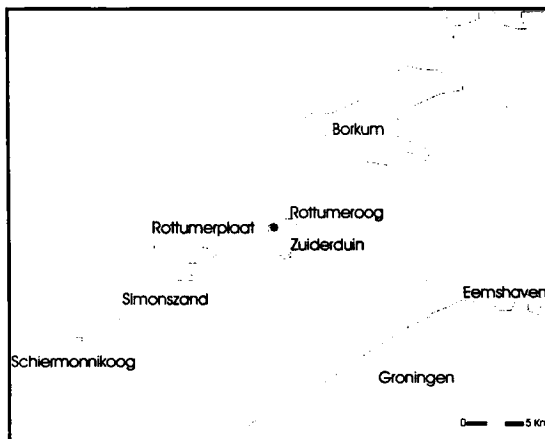 Borkum
Rottumeroog
Rottumerplaat
Zuiderduin
Eemshaven
Simonszand
Schiermonnikoog
Groningen
0 5 Km